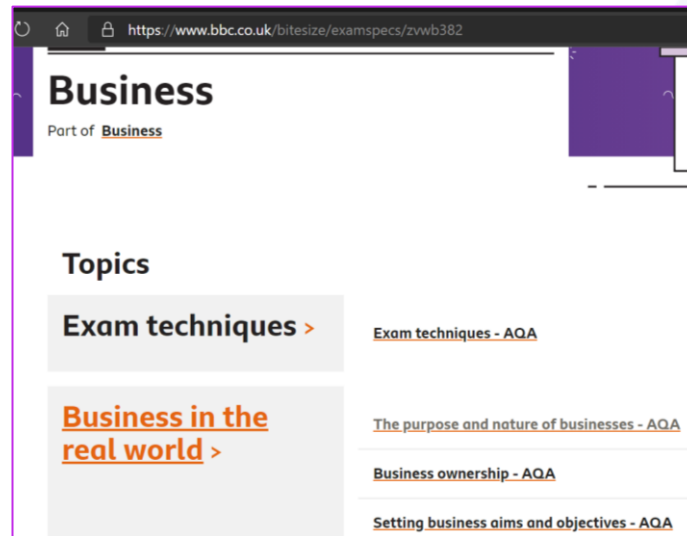 https://www.bbc.co.uk/bitesize/examspecs/zvwb382
Business
Part of Business
Topics
Exam techniques >
Exam techniques - AQA
Business in the
real world >
The purpose and nature of businesses - AQA
Business ownership - AQA
Setting business aims and objectives - AQA